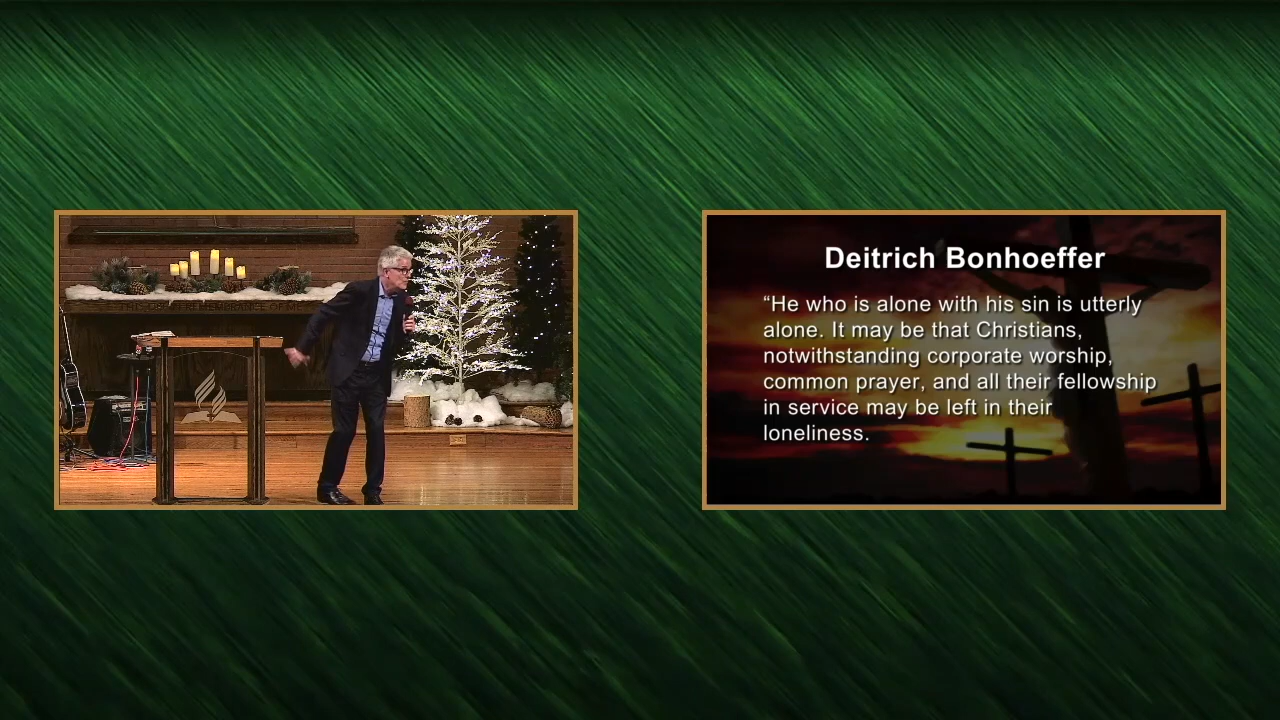 Deitrich Bonhoeffer
“He who is alone with his sin is utterly
alone. It may be that Christians,
notwithstanding corporate worship,
common prayer, and all their fellowship
in service may be left in their
loneliness.